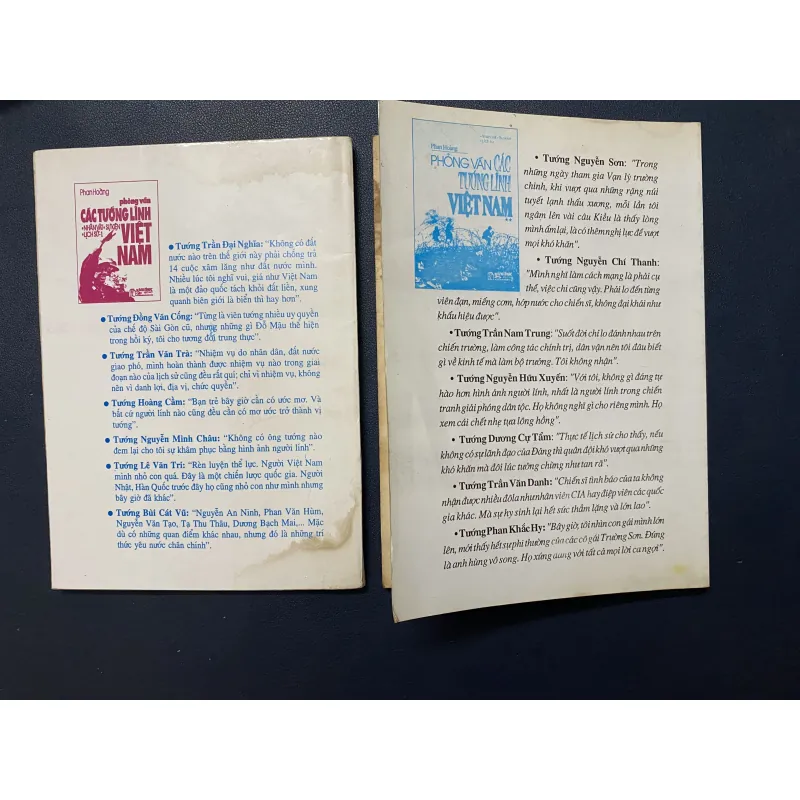 Phan Hoàng
phỏng vấn
CÁC TƯỚNG LĨNH
VIỆT
NAM
NHÂN VẬT & SỰ KIỆN
LỊCH SỬ
● Tướng Trần Đại Nghĩa: “Không có đất
nước nào trên thế giới này phải chống trả
14 cuộc xâm lăng như đất nước mình.
Nhiều lúc tôi nghĩ vui, giá như Việt Nam
là một đảo quốc tách khỏi đất liền, xung
quanh biên giới là biển thì hay hơn”.
● Tướng Đồng Văn Cống: “Từng là viên tướng nhiều uy quyền
của chế độ Sài Gòn cũ, nhưng những gì Đỗ Mậu thể hiện
trong hồi ký, tôi cho tương đối trung thực”.
● Tướng Trần Văn Trà: “Nhiệm vụ do nhân dân, đất nước
giao phó, mình hoàn thành được nhiệm vụ nào trong giai
đoạn nào của lịch sử cũng đều rất quí; chỉ vì nhiệm vụ, không
nên vì danh lợi, địa vị, chức quyền”.
● Tướng Hoàng Cầm: “Bạn trẻ bây giờ cần có ước mơ. Và
bất cứ người lính nào cũng đều cần có mơ ước trở thành vị
tướng”.
● Tướng Nguyễn Minh Châu: “Không có ông tướng nào
đem lại cho tôi sự khâm phục bằng hình ảnh người lính”.
● Tướng Lê Văn Tri: “Rèn luyện thể lực. Người Việt Nam
mình nhỏ con quá. Đây là một chiến lược quốc gia. Người
Nhật, Hàn Quốc trước đây họ cũng nhỏ con như mình nhưng
bây giờ đã khác”.
● Tướng Bùi Cát Vũ: “Nguyễn An Ninh, Phan Văn Hùm,
Nguyễn Văn Tạo, Tạ Thu Thâu, Dương Bạch Mai,... Mặc
dù có những quan điểm khác nhau, nhưng đó là những trí
thức yêu nước chân chính”.
Phan Hoàng
PHỎNG VẤN CÁC
TƯỚNG LĨNH
VIỆT NAM
• Tướng Nguyễn Sơn: "Trong
những ngày tham gia Vạn lý trường
chinh, khi vượt qua những rặng núi
tuyết lạnh thấu xương, mỗi lần tôi
ngâm lên vài câu Kiều là thấy lòng
mình ấm lại, là có thêm nghị lực để vượt
mọi khó khăn".
• Tướng Nguyễn Chí Thanh:
"Mình nghĩ làm cách mạng là phải cụ
thể, việc chi cũng vậy. Phải lo đến từng
viên đạn, miếng cơm, hớp nước cho chiến sĩ, không đại khái như
khẩu hiệu được".
• Tướng Trần Nam Trung: "Suốt đời chỉ lo đánh nhau trên
chiến trường, làm công tác chính trị, dân vận nên tôi đâu biết
gì về kinh tế mà làm bộ trưởng. Tôi không nhận".
• Tướng Nguyễn Hữu Xuyến: "Với tôi, không gì đáng tự
hào hơn hình ảnh người lính, nhất là người lính trong chiến
tranh giải phóng dân tộc. Họ không nghĩ gì cho riêng mình. Họ
xem cái chết nhẹ tựa lông hồng".
• Tướng Dương Cự Tẩm: "Thực tế lịch sử cho thấy, nếu
không có sự lãnh đạo của Đảng thì quân đội khó vượt qua những
khó khăn mà đôi lúc tưởng chừng như tan rã".
• Tướng Trần Văn Danh: "Chiến sĩ tình báo của ta không
nhận được nhiều đôla như nhân viên CIA hay điệp viên các quốc
gia khác. Mà sự hy sinh lại hết sức thầm lặng và lớn lao".
• Tướng Phan Khắc Hy: "Bây giờ, tôi nhìn con gái mình lớn
lên, mới thấy hết sự phi thường của các cô gái Trường Sơn. Đúng
là anh hùng vô song. Họ xứng đang với tất cả mọi lời ca ngợi".